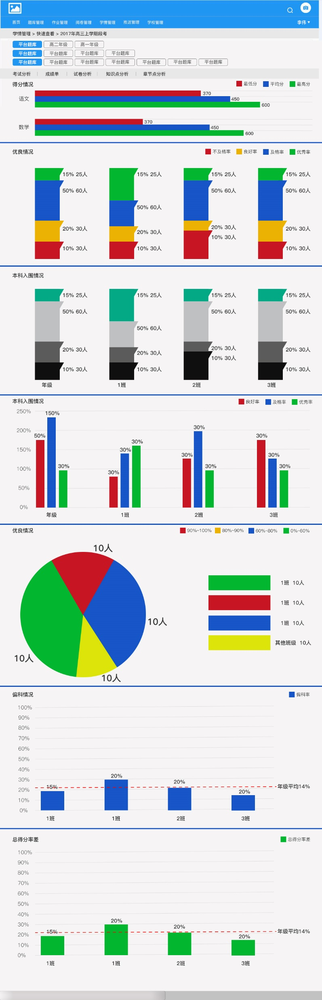 首页 题库管理 作业管理 阅卷管理 学情管理 推送管理 学校管理 李伟
学情管理 > 快速查看 > 2017年高三上学期段考
平台题库 高二年级 高一年级
平台题库 平台题库 平台题库 平台题库
平台题库 平台题库 平台题库 平台题库 平台题库 平台题库 平台题库
考试分析 成绩单 试卷分析 知识点分析 章节点分析
得分情况 最低分 平均分 最高分
370
语文 450
600
370
数学 450
600
优良情况 不及格率 良好率 及格率 优秀率
15% 25人 15% 25人 15% 25人 15% 25人
50% 60人 50% 60人 50% 60人
50% 60人
20% 30人 20% 30人 20% 30人
20% 30人
10% 30人
10% 30人 10% 30人 10% 30人
本科入围情况
15% 25人 15% 25人 15% 25人 15% 25人
50% 60人 50% 60人 50% 60人
50% 60人
20% 30人 20% 30人 20% 30人
20% 30人
10% 30人
10% 30人 10% 30人 10% 30人
年级 1班 2班 3班
本科入围情况 良好率 及格率 优秀率
250% 150%
200% 30%
50% 30%
30%
150% 30%
30% 30%
100% 30% 30% 30%
30%
50%
0%
年级 1班 2班 3班
优良情况 90%~100% 80%~90% 60%~80% 0%~60%
10人
1班 10人
1班 10人
10人 1班 10人
其他班级 10人
10人
10人
偏科情况 偏科率
100%
90%
80%
70%
60%
50%
40%
30% 20%
20%
15% 年级平均14%
20% 20%
10%
0%
1班 1班 2班 3班
总得分率差 总得分率差
100%
90%
80%
70%
60%
50%
40%
30% 20%
20%
15% 年级平均14%
20% 20%
10%
0%
1班 1班 2班 3班